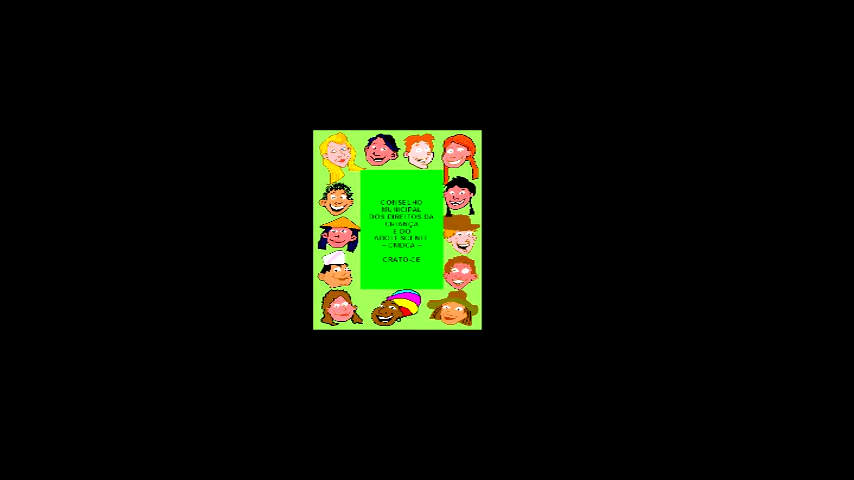 CONSELHO
MUNICIPAL
DOS DIREITOS DA
CRIANÇA
E DO
ADOLESCENTE
– CMDCA –
CRATO-CE